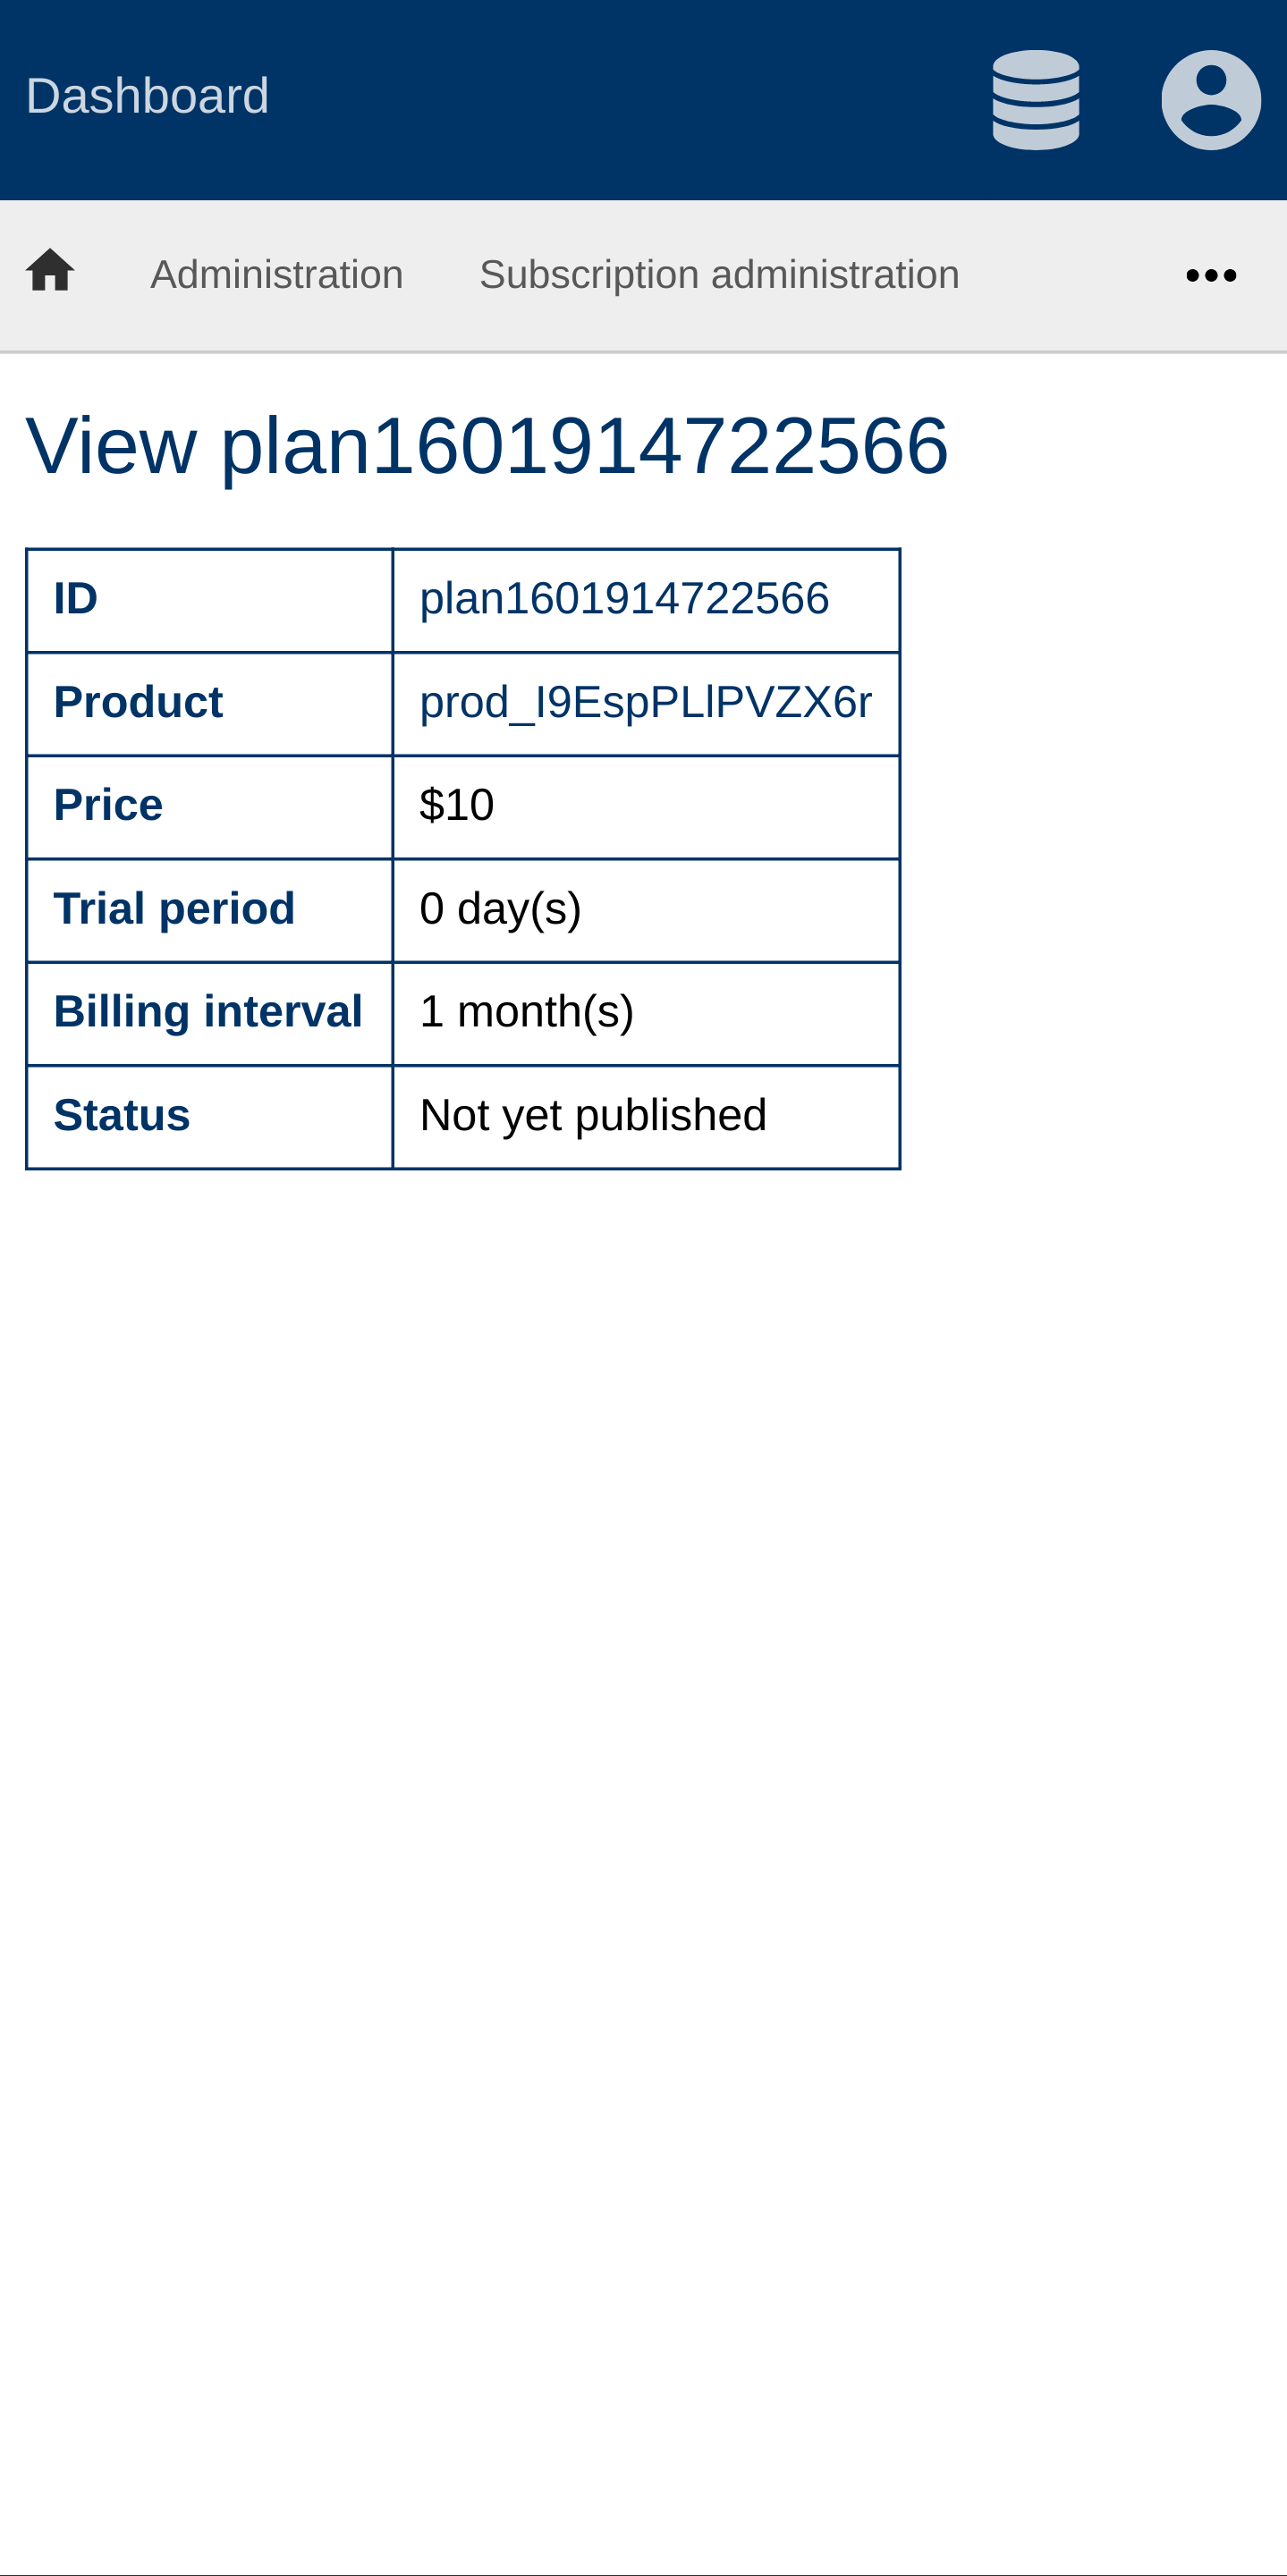 Dashboard
Administration Subscription administration
View plan1601914722566
ID plan1601914722566
Product prod_I9EspPLlPVZX6r
Price $10
Trial period 0 day(s)
Billing interval 1 month(s)
Status Not yet published